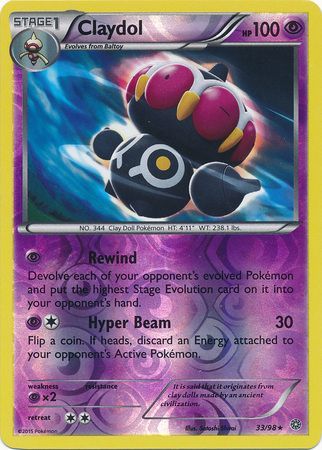 STAGE1 Claydol HP100
Evolves from Baltoy
NO. 344 Clay Doll Pokémon HT: 4'11" WT: 238.1 lbs.
Rewind
Devolve each of your opponent's evolved Pokémon
and put the highest Stage Evolution card on it into
your opponent's hand.
Hyper Beam 30
Flip a coin. If heads, discard an Energy attached to
your opponent's Active Pokémon.
weakness resistance
×2
retreat
It is said that it originates from
clay dolls made by an ancient
civilization.
©2015 Pokémon Illus. Satoshi Shirai 33/98★